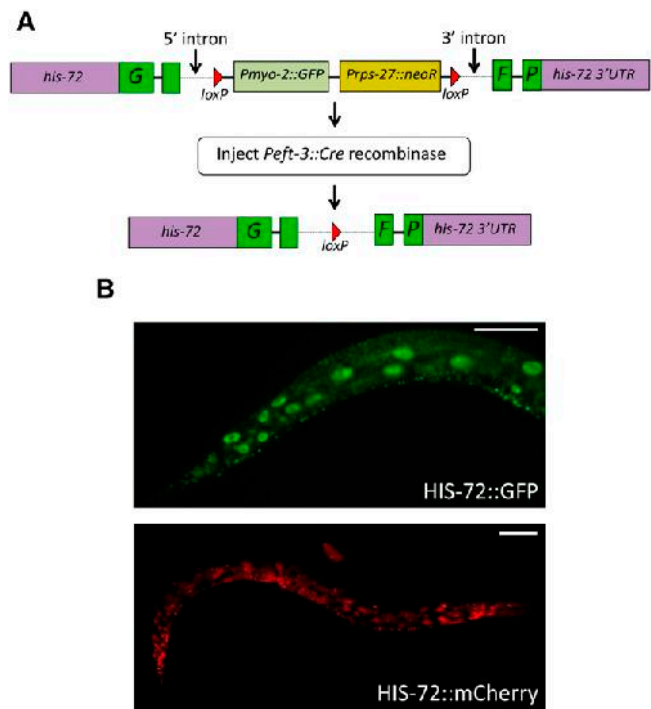 A
5' intron
3' intron
his-72 G Pmyo-2::GFP Prps-27::neoR F P his-72 3'UTR
loxP loxP
Inject Peft-3::Cre recombinase
his-72 G F P his-72 3'UTR
loxP
B
HIS-72::GFP
HIS-72::mCherry